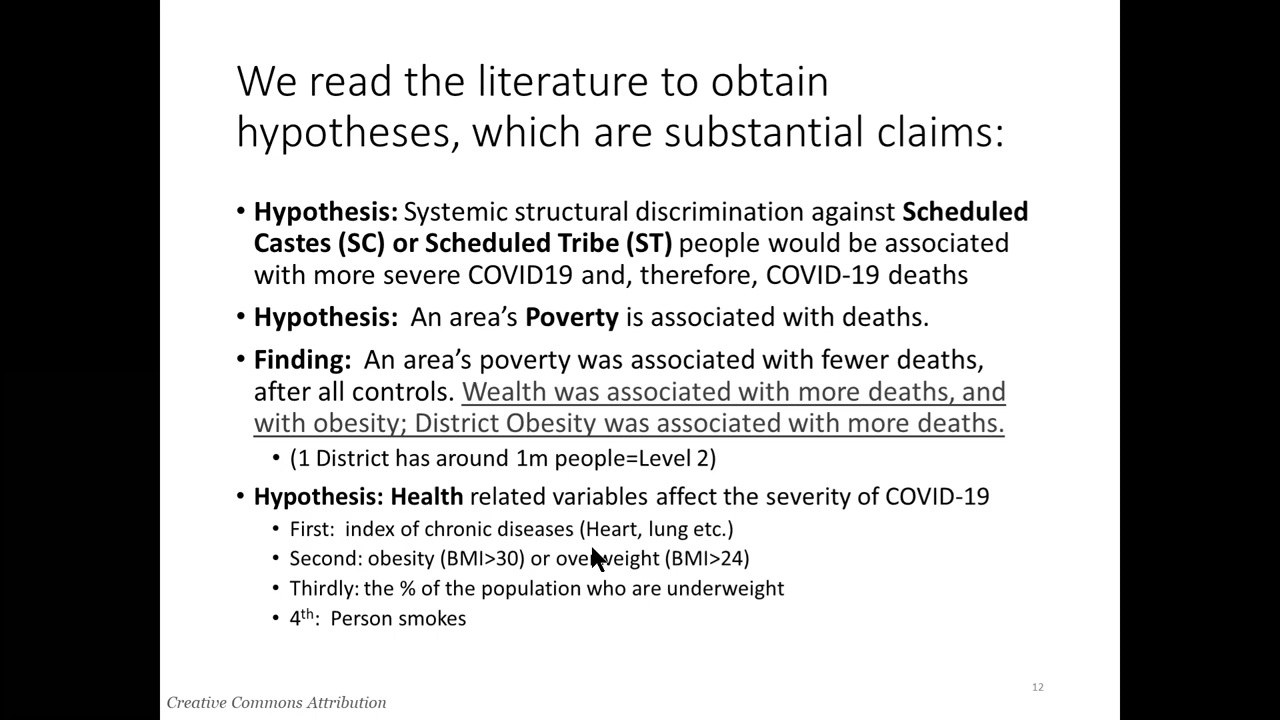 We read the literature to obtain
hypotheses, which are substantial claims:
• Hypothesis: Systemic structural discrimination against Scheduled
Castes (SC) or Scheduled Tribe (ST) people would be associated
with more severe COVID19 and, therefore, COVID-19 deaths
• Hypothesis: An area's Poverty is associated with deaths.
• Finding: An area's poverty was associated with fewer deaths,
after all controls. Wealth was associated with more deaths, and
with obesity; District Obesity was associated with more deaths.
• (1 District has around 1m people=Level 2)
• Hypothesis: Health related variables affect the severity of COVID-19
• First: index of chronic diseases (Heart, lung etc.)
• Second: obesity (BMI>30) or overweight (BMI>24)
• Thirdly: the % of the population who are underweight
• 4th: Person smokes
12
Creative Commons Attribution